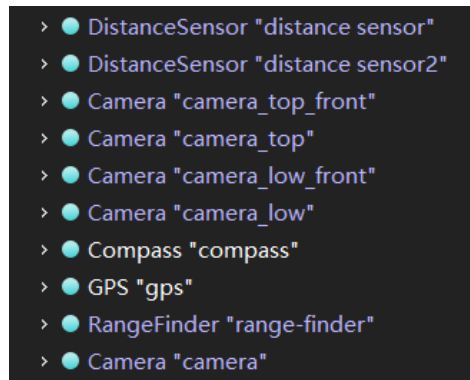 DistanceSensor "distance sensor"
DistanceSensor "distance sensor2"
Camera "camera_top_front"
Camera "camera_top"
Camera "camera_low_front"
Camera "camera_low"
Compass "compass"
GPS "gps"
RangeFinder "range-finder"
Camera "camera"